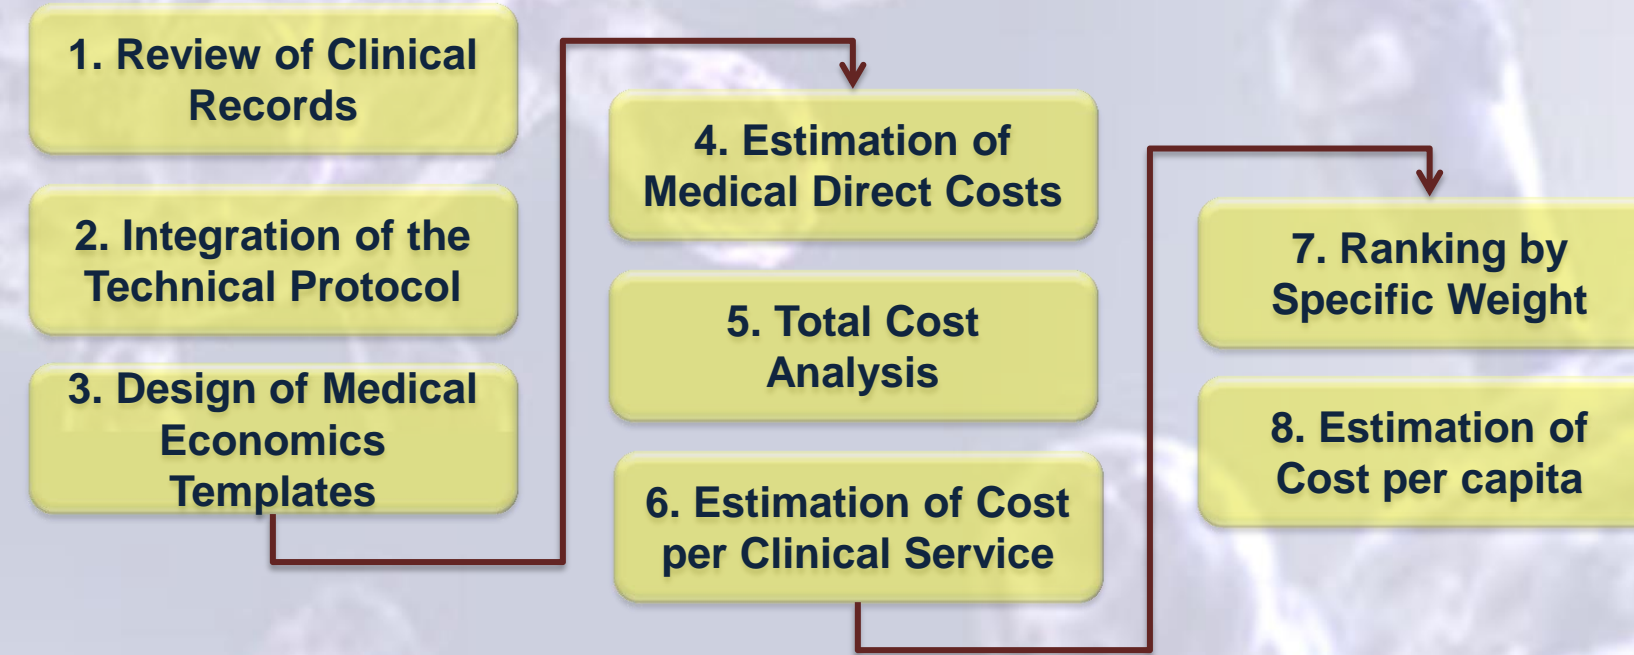 1. Review of Clinical
Records
2. Integration of the
Technical Protocol
3. Design of Medical
Economics
Templates
4. Estimation of
Medical Direct Costs
5. Total Cost
Analysis
6. Estimation of Cost
per Clinical Service
7. Ranking by
Specific Weight
8. Estimation of
Cost per capita